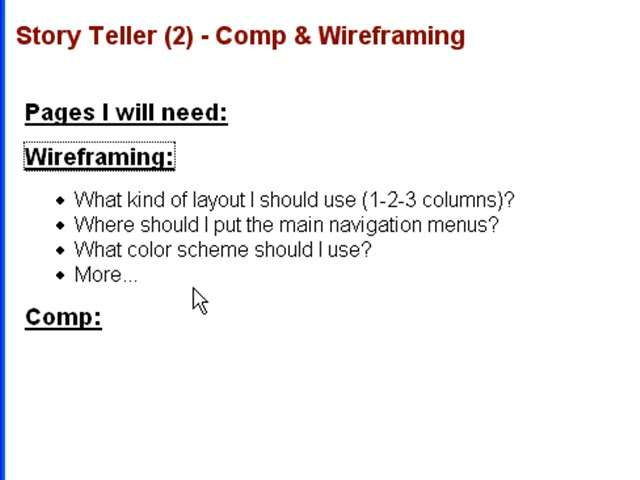 Story Teller (2) - Comp & Wireframing
Pages I will need:
Wireframing:
• What kind of layout I should use (1-2-3 columns)?
• Where should I put the main navigation menus?
• What color scheme should I use?
• More...
Comp: